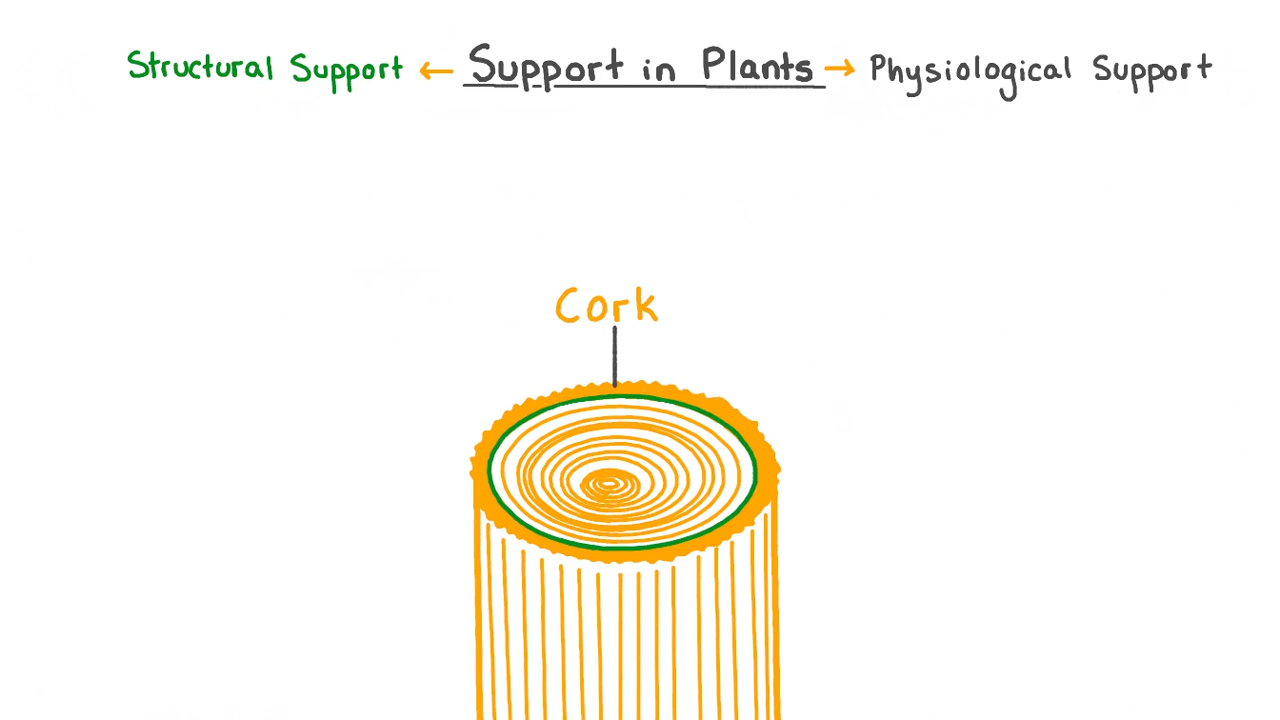 Structural Support ← Support in Plants → Physiological Support
Cork